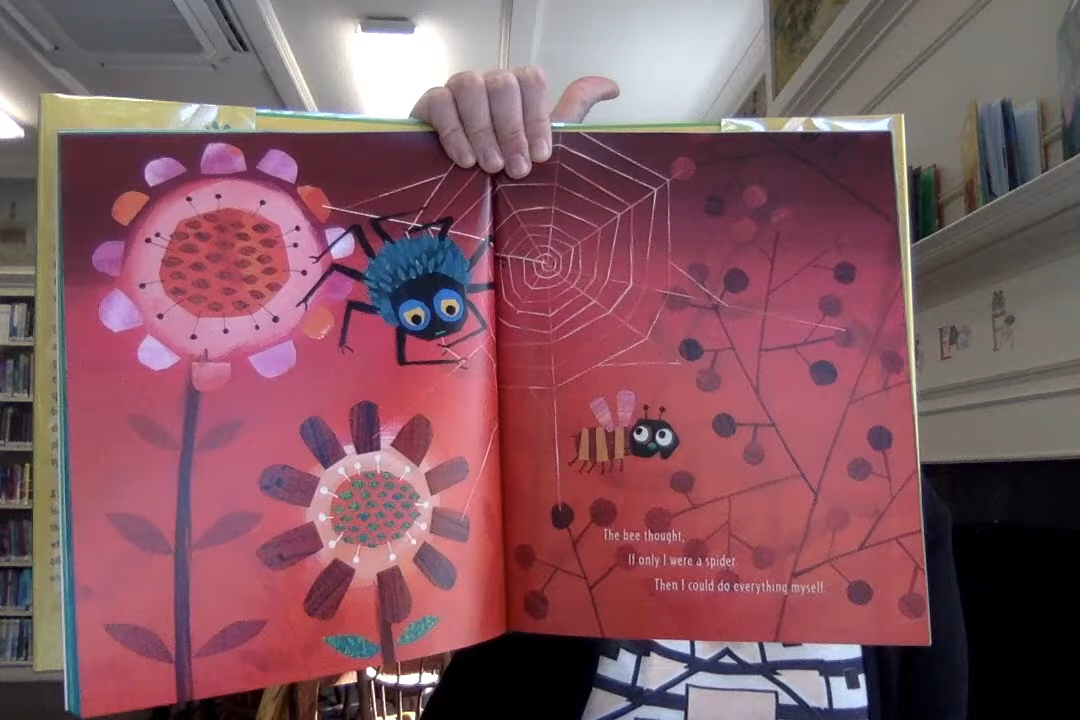 The bee thought,
If only I were a spider.
Then I could do everything myself.